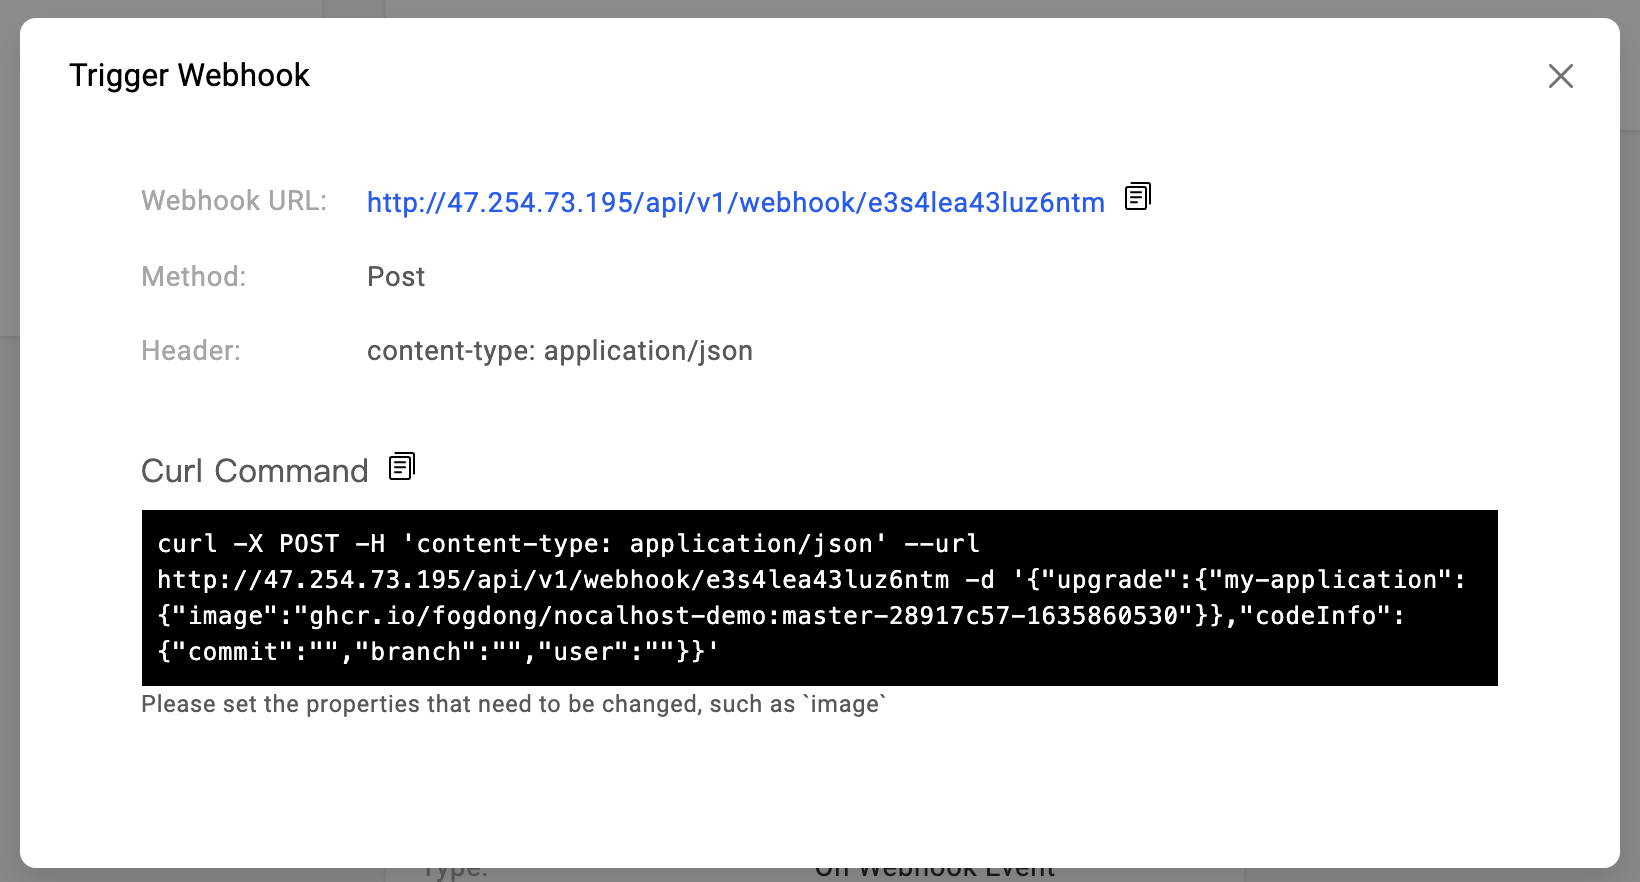 Trigger Webhook
Webhook URL: http://47.254.73.195/api/v1/webhook/e3s4lea43luz6ntm
Method: Post
Header: content-type: application/json
Curl Command
curl -X POST -H 'content-type: application/json' --url
http://47.254.73.195/api/v1/webhook/e3s4lea43luz6ntm -d '{"upgrade":{"my-application":
{"image":"ghcr.io/fogdong/nocalhost-demo:master-28917c57-1635860530"}},"codeInfo":
{"commit":"","branch":"","user":""}}'
Please set the properties that need to be changed, such as `image`
Type: On Webhook Event